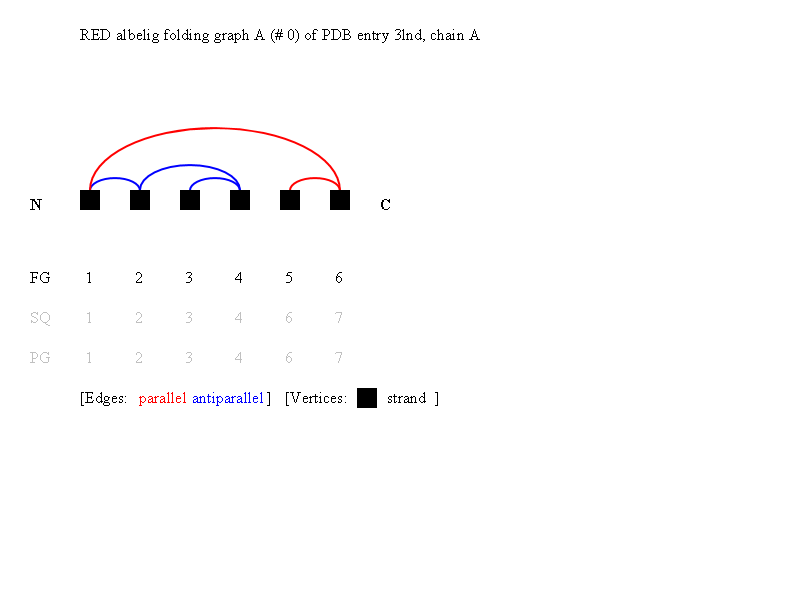 RED albelig folding graph A (# 0) of PDB entry 3lnd, chain A
N C
FG 1 2 3 4 5 6
SQ 1 2 3 4 6 7
PG 1 2 3 4 6 7
[Edges: parallel antiparallel ] [Vertices: strand ]